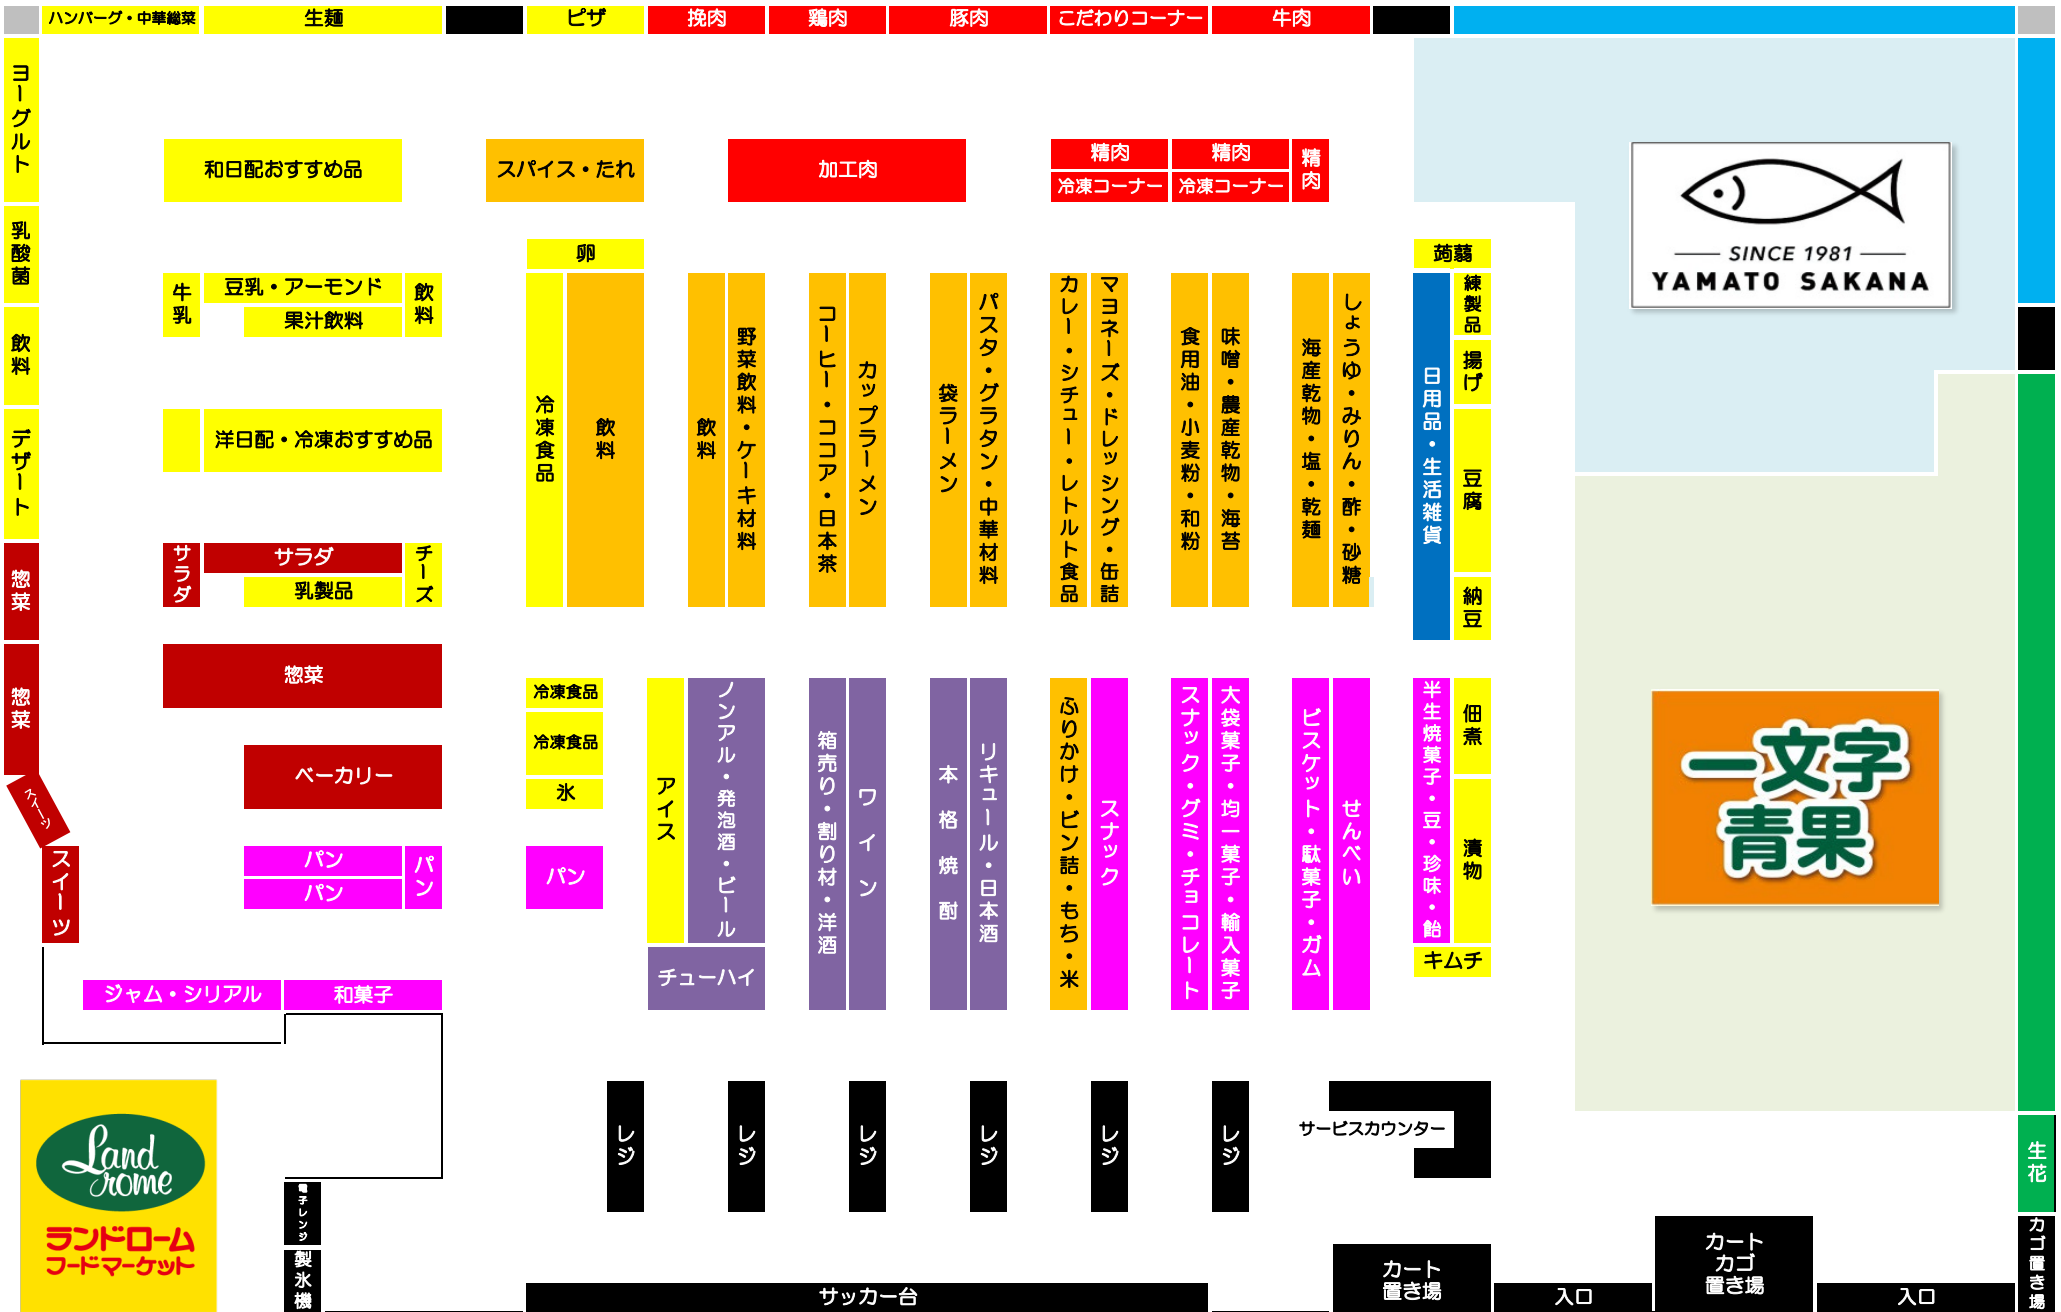 ハンバーグ・中華総菜
生麺
ピザ
挽肉
鶏肉
豚肉
こだわりコーナー
牛肉
ヨーグルト
乳酸菌
飲料
デザート
惣菜
惣菜
スイーツ
スイーツ
和日配おすすめ品
スパイス・たれ
加工肉
精肉
冷凍コーナー
精肉
冷凍コーナー
精肉
SINCE 1981
YAMATO SAKANA
牛乳
豆乳・アーモンド
果汁飲料
飲料
洋日配・冷凍おすすめ品
サラダ
サラダ
乳製品
チーズ
惣菜
ベーカリー
パン
パン
パン
ジャム・シリアル
和菓子
卵
冷凍食品
飲料
飲料
野菜飲料・ケーキ材料
コーヒー・ココア・日本茶
カップラーメン
袋ラーメン
パスタ・グラタン・中華材料
カレー・シチュー・レトルト食品
マヨネーズ・ドレッシング・缶詰
食用油・小麦粉・和粉
味噌・農産乾物・海苔
海産乾物・塩・乾麺
しょうゆ・みりん・酢・砂糖
蒟蒻
日用品・生活雑貨
練製品
揚げ
豆腐
納豆
冷凍食品
冷凍食品
氷
パン
アイス
ノンアル・発泡酒・ビール
チューハイ
箱売り・割り材・洋酒
ワイン
本格焼酎
リキュール・日本酒
ふりかけ・ビン詰・もち・米
スナック
スナック・グミ・チョコレート
大袋菓子・均一菓子・輸入菓子
ビスケット・駄菓子・ガム
せんべい
半生焼菓子・豆・珍味・飴
佃煮
漬物
キムチ
一文字
青果
レジ
レジ
レジ
レジ
レジ
レジ
サービスカウンター
生花
Land
rome
ランドローム
フードマーケット
電子レンジ
製氷機
サッカー台
カート
置き場
入口
カート
カゴ
置き場
入口
カゴ置き場